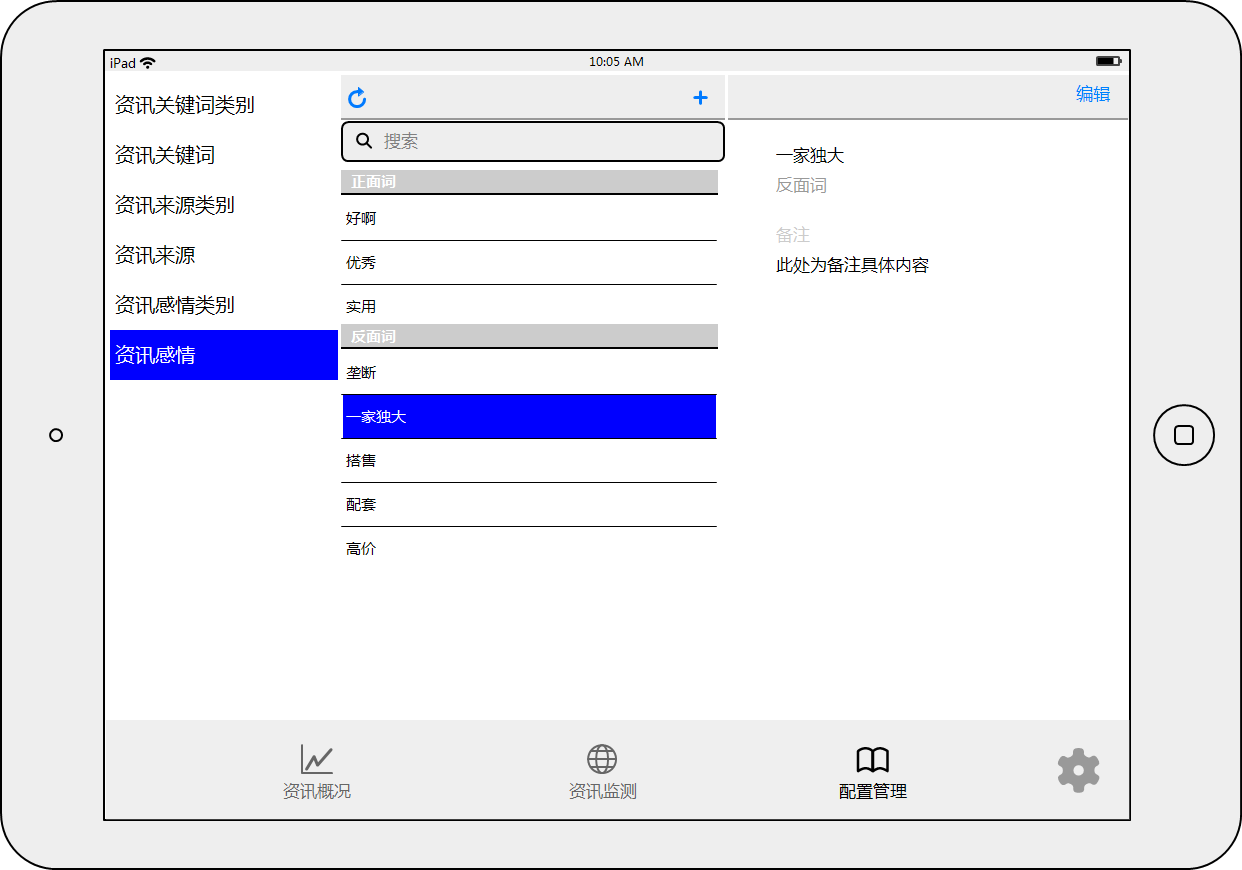 iPad
10:05 AM
资讯关键词类别
资讯关键词
资讯来源类别
资讯来源
资讯感情类别
资讯感情
搜索
正面词
好啊
优秀
实用
反面词
垄断
一家独大
搭售
配套
高价
编辑
一家独大
反面词
备注
此处为备注具体内容
资讯概况
资讯监测
配置管理